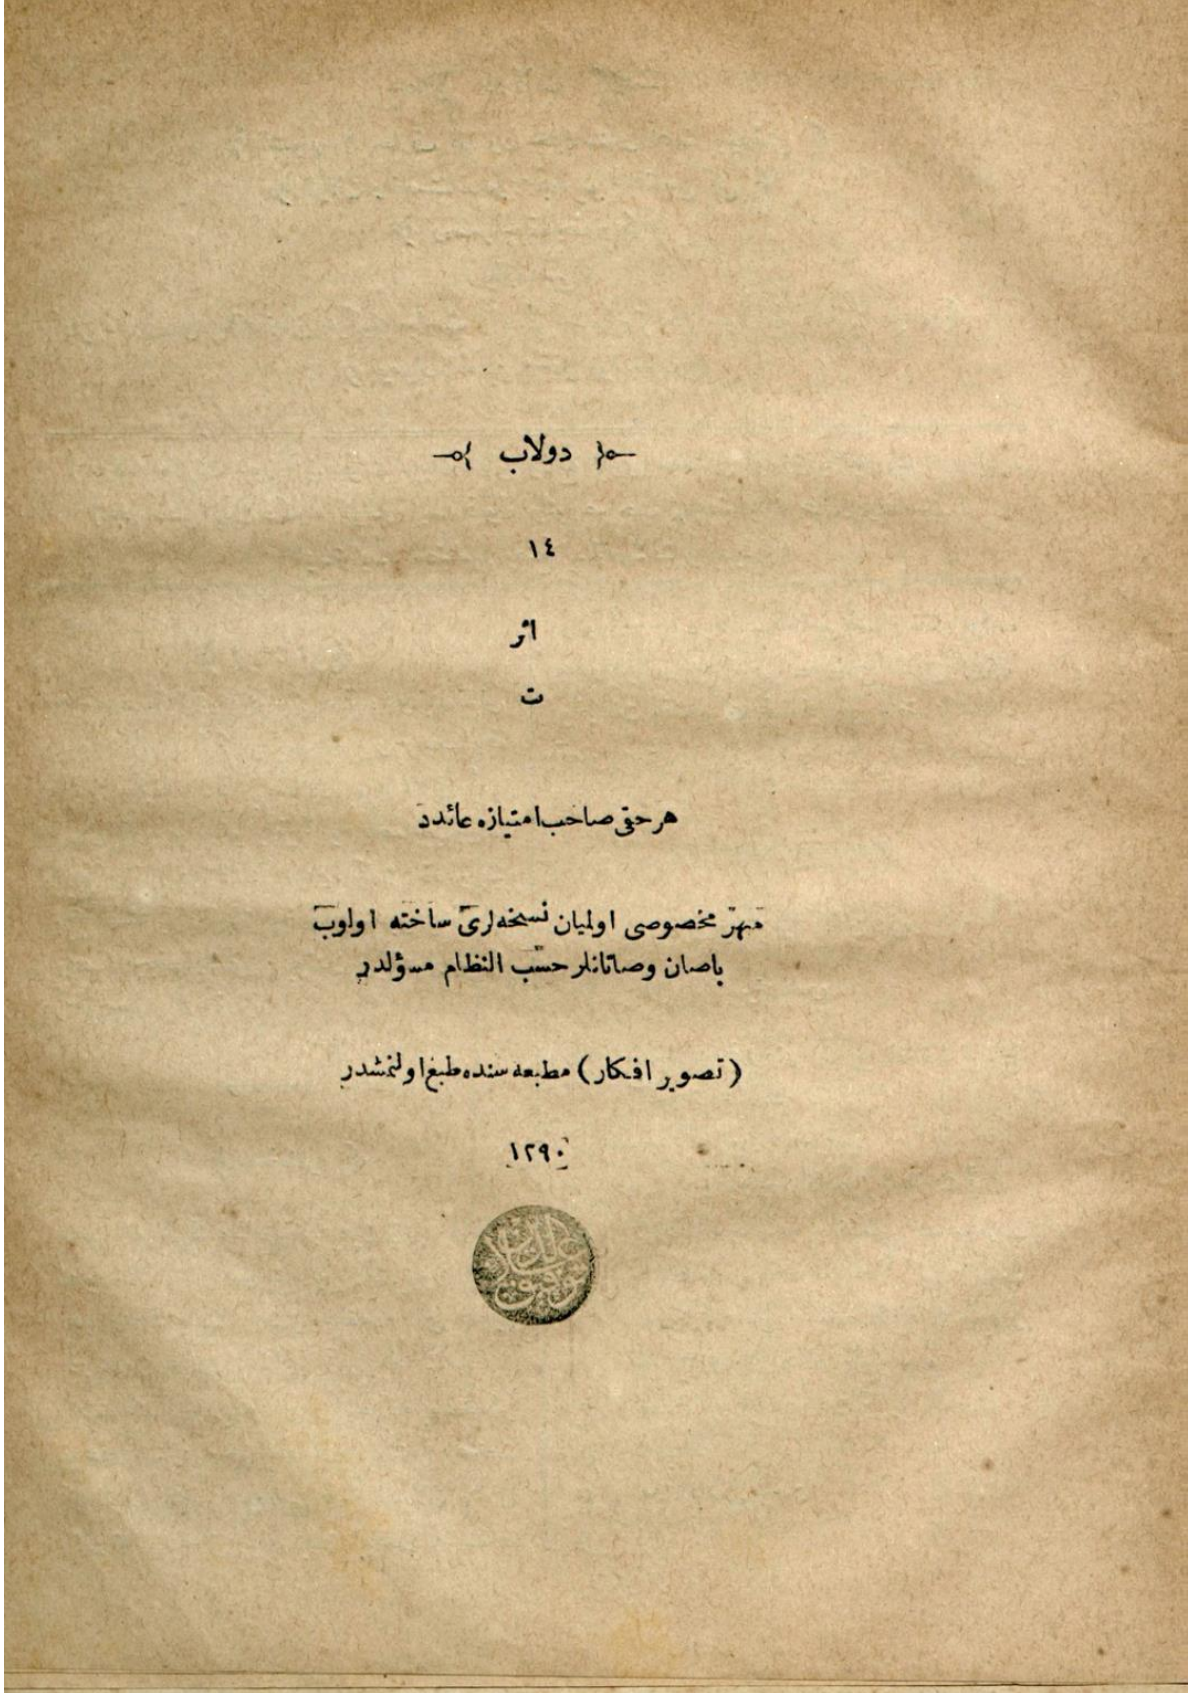 دولاب
١٤
اثر
ت
هر حقی صاحب امتیازه عائددر
مهر مخصوصی اولمیان نسخه لری ساخته اولوب
باصان وصاتانلر حسب النظام مسؤلدر
(تصویر افکار) مطبعه سنده طبع اولنمشدر
١٢٩٠